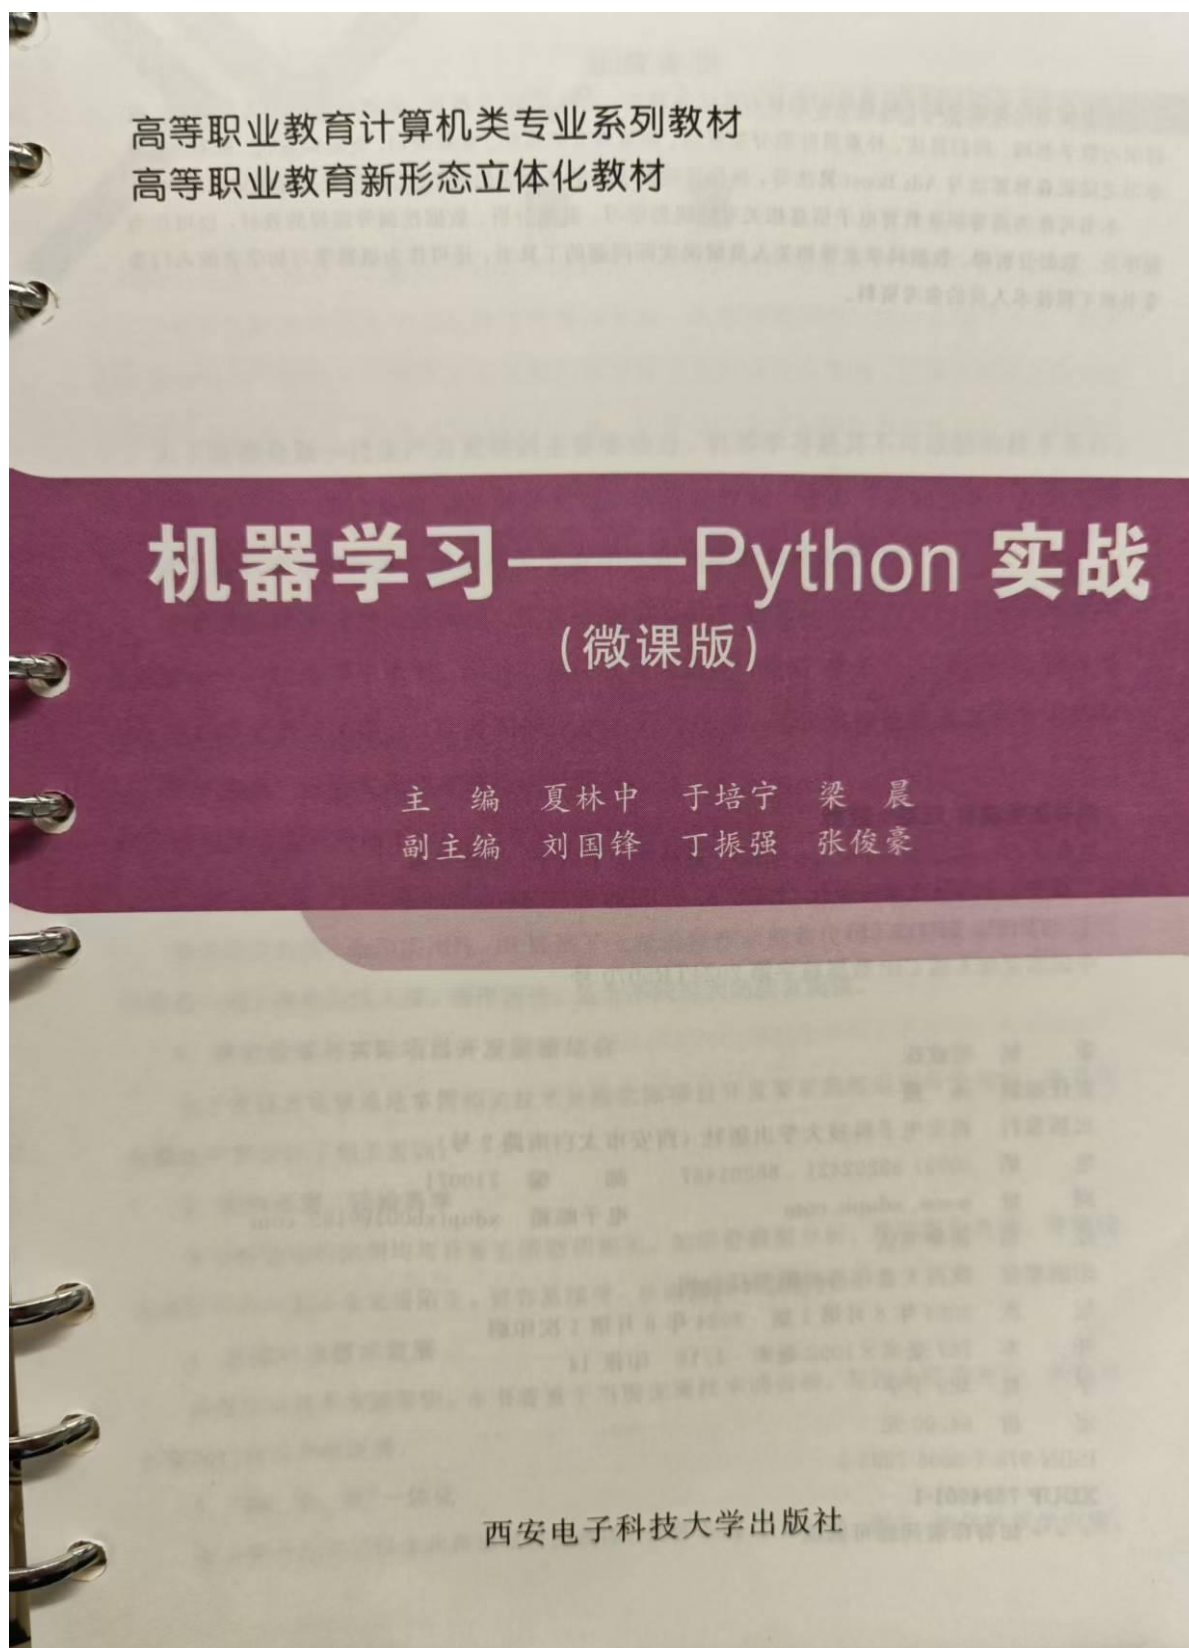 高等职业教育计算机类专业系列教材
高等职业教育新形态立体化教材
机器学习——Python 实战
(微课版)
主 编 夏林中 于培宁 梁 晨
副主编 刘国锋 丁振强 张俊豪
西安电子科技大学出版社